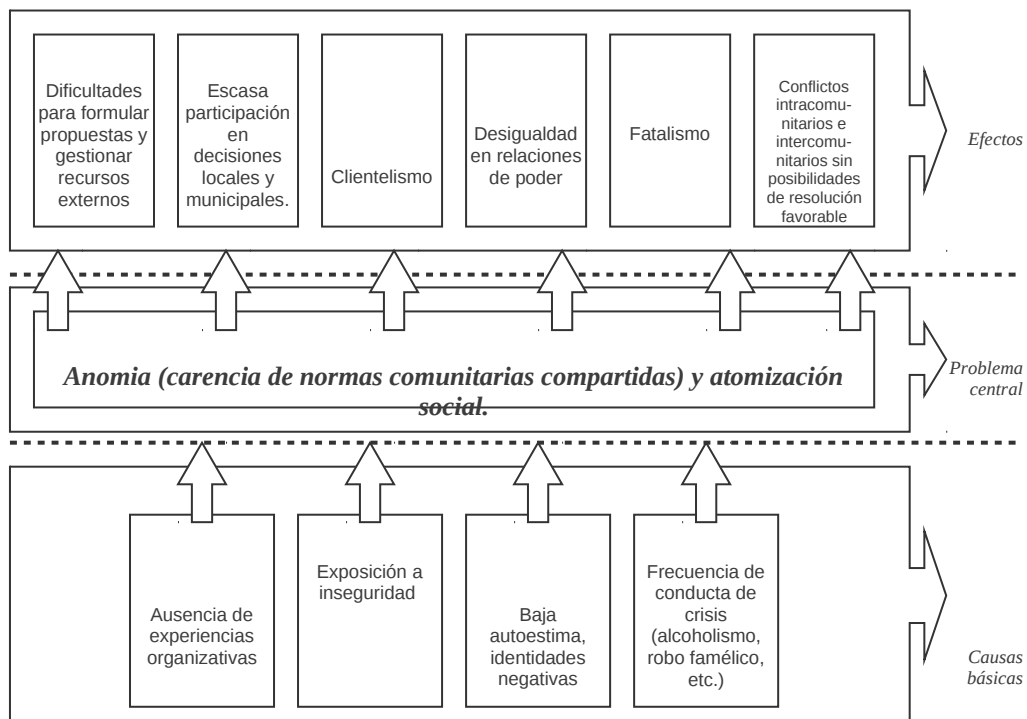 Dificultades
para formular
propuestas y
gestionar
recursos
externos
Escasa
participación
en
decisiones
locales y
municipales.
Clientelismo
Desigualdad
en relaciones
de poder
Fatalismo
Conflictos
intracomu-
nitarios e
intercomu-
nitarios sin
posibilidades
de resolución
favorable
Efectos
Anomia (carencia de normas comunitarias compartidas) y atomización
social.
Problema
central
Ausencia de
experiencias
organizativas
Exposición a
inseguridad
Baja
autoestima,
identidades
negativas
Frecuencia de
conducta de
crisis
(alcoholismo,
robo famélico,
etc.)
Causas
básicas